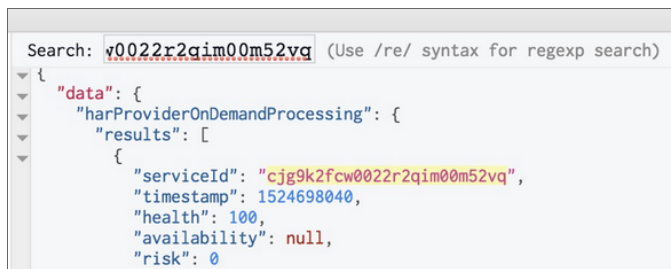 Search: w0022r2qim00m52vq (Use /re/ syntax for regexp search)
{
"data": {
"harProviderOnDemandProcessing": {
"results": [
{
"serviceId": "cjg9k2fcw0022r2qim00m52vq",
"timestamp": 1524698040,
"health": 100,
"availability": null,
"risk": 0